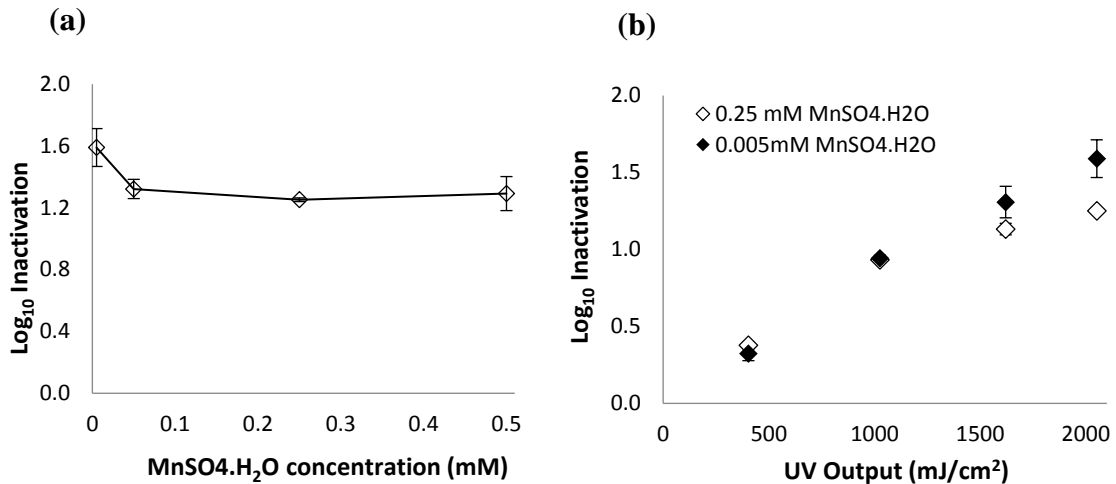 (a)
2.0
1.6
1.2
0.8
0.4
0.0
Log10 Inactivation
0 0.1 0.2 0.3 0.4 0.5
MnSO4.H2O concentration (mM)
(b)
2.0
1.5
1.0
0.5
0.0
Log10 Inactivation
0.25 mM MnSO4.H2O
0.005mM MnSO4.H2O
0 500 1000 1500 2000
UV Output (mJ/cm2)